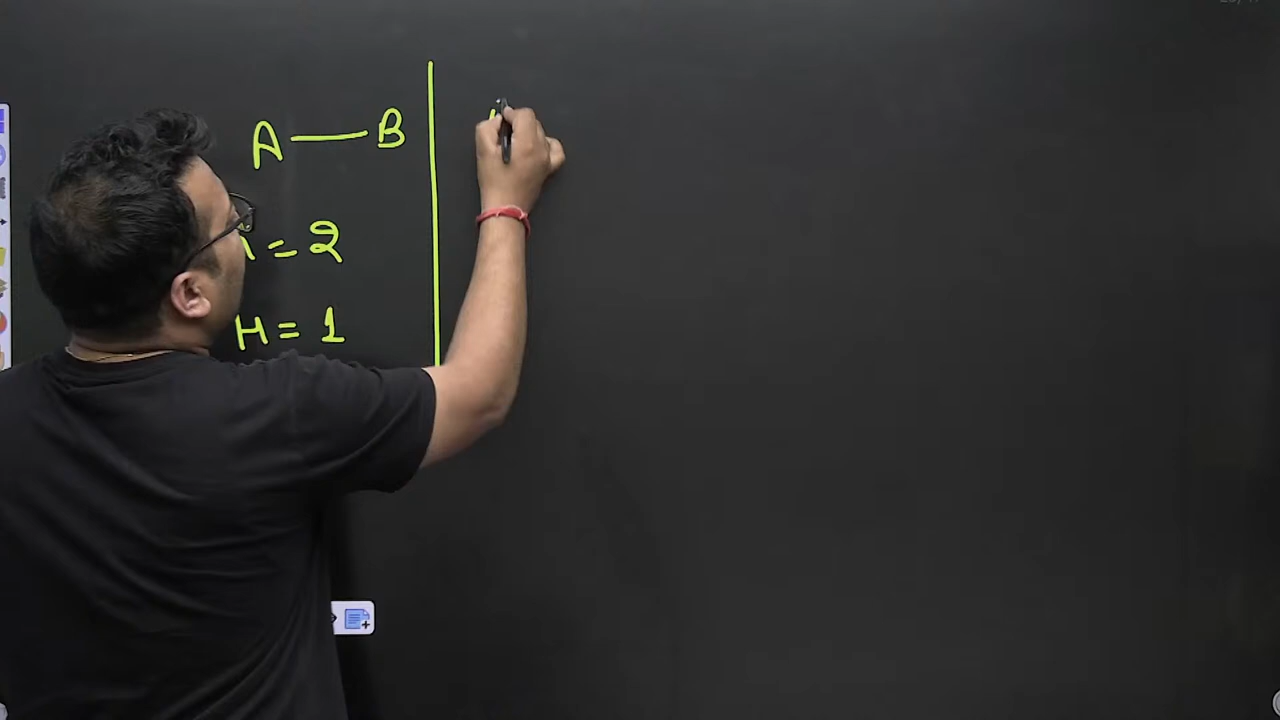 A — B
= 2
H = 1